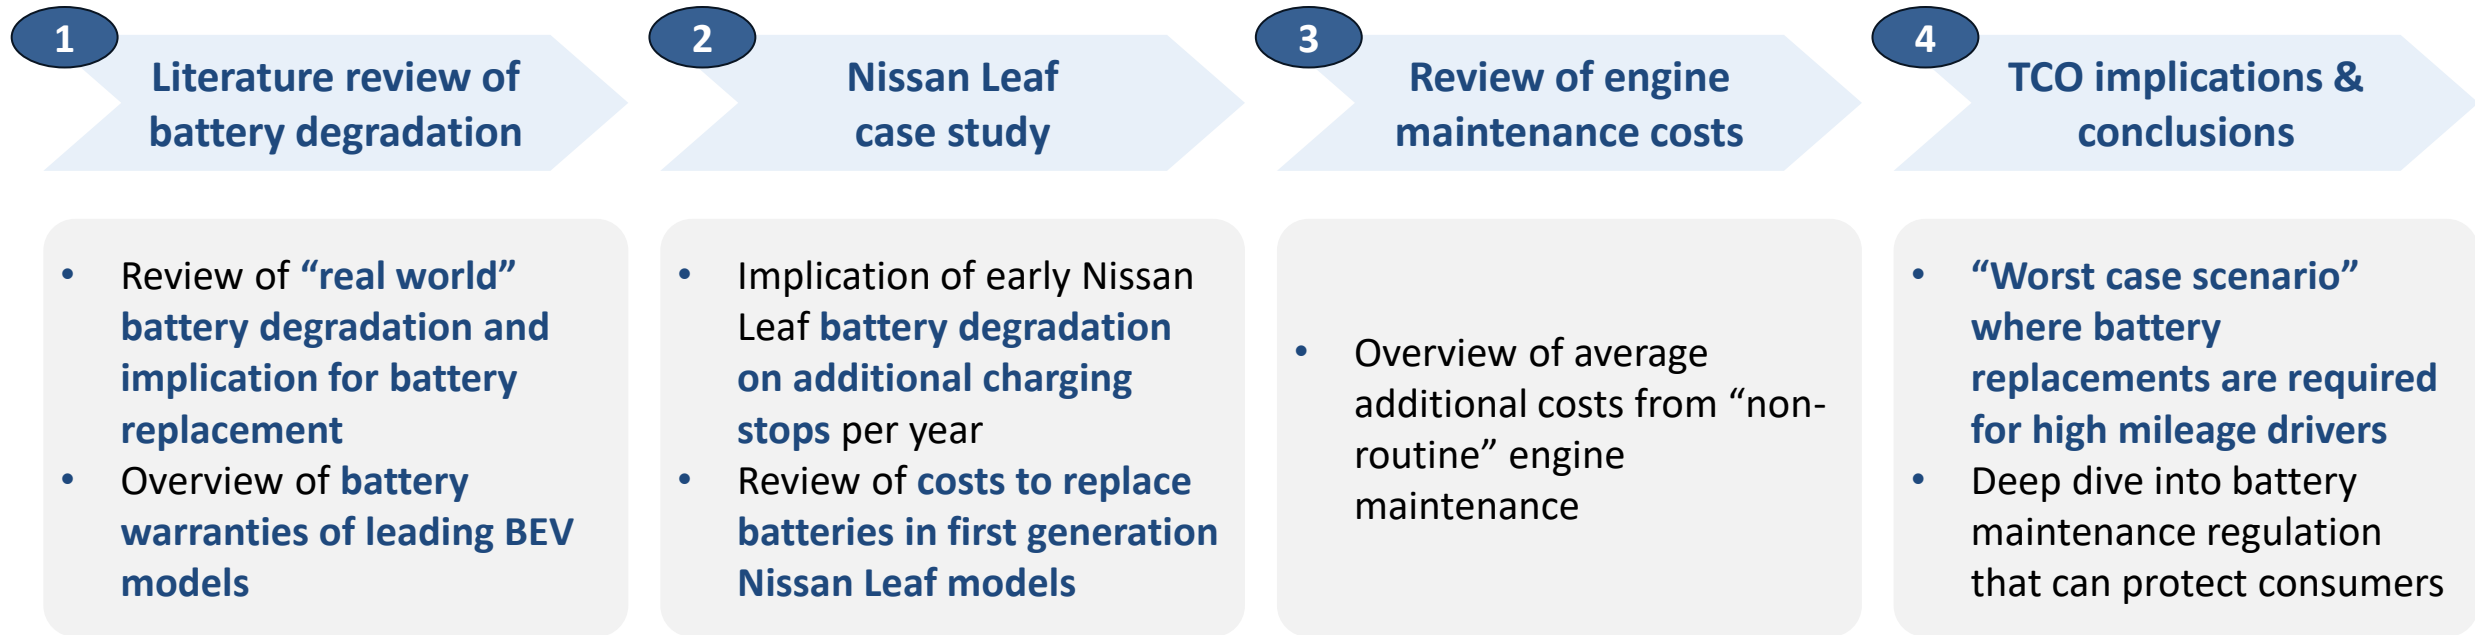 1
Literature review of
battery degradation
• Review of “real world”
battery degradation and
implication for battery
replacement
• Overview of battery
warranties of leading BEV
models
2
Nissan Leaf
case study
• Implication of early Nissan
Leaf battery degradation
on additional charging
stops per year
• Review of costs to replace
batteries in first generation
Nissan Leaf models
3
Review of engine
maintenance costs
• Overview of average
additional costs from “non-
routine” engine
maintenance
4
TCO implications &
conclusions
• “Worst case scenario”
where battery
replacements are required
for high mileage drivers
• Deep dive into battery
maintenance regulation
that can protect consumers